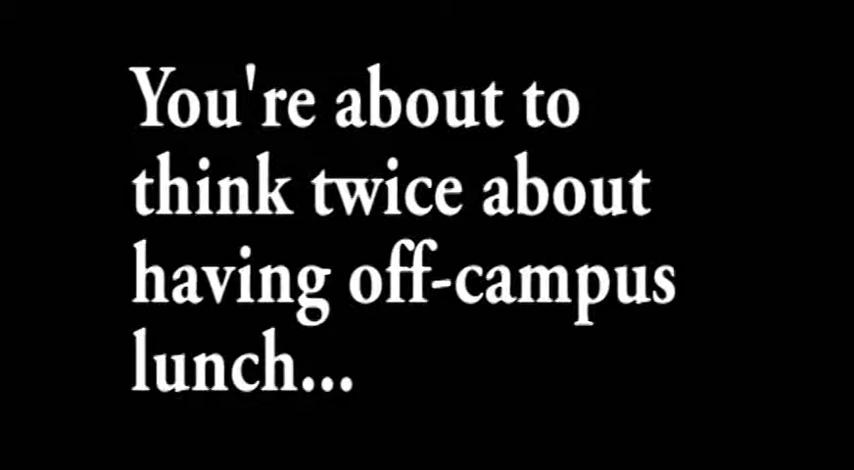 You're about to
think twice about
having off-campus
lunch...